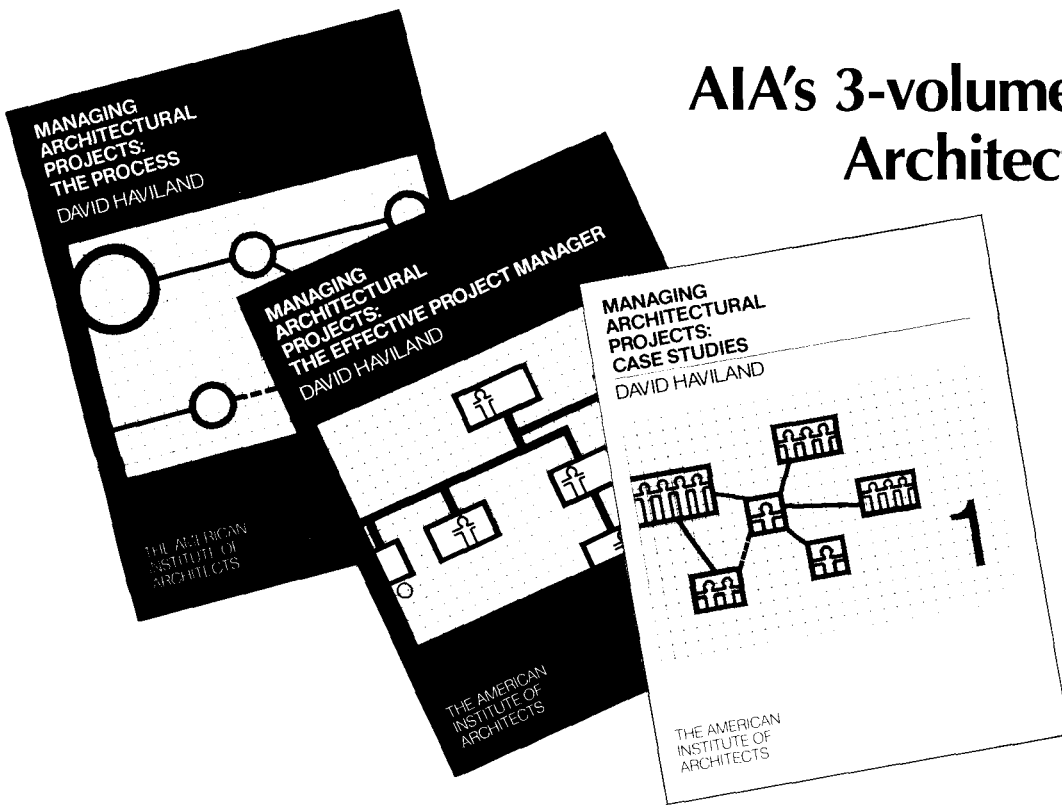 AIA's 3-volume
Architec
MANAGING
ARCHITECTURAL
PROJECTS:
THE PROCESS
DAVID HAVILAND
THE AMERICAN
INSTITUTE OF
ARCHITECTS
MANAGING
ARCHITECTURAL
PROJECTS:
THE EFFECTIVE PROJECT MANAGER
DAVID HAVILAND
THE AMERICAN
INSTITUTE OF
ARCHITECTS
MANAGING
ARCHITECTURAL
PROJECTS:
CASE STUDIES
DAVID HAVILAND
1
THE AMERICAN
INSTITUTE OF
ARCHITECTS